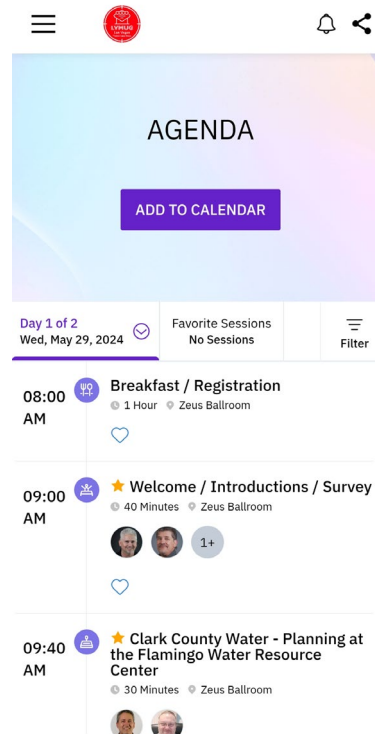 LVMUG
AGENDA
ADD TO CALENDAR
Day 1 of 2
Wed, May 29, 2024
Favorite Sessions
No Sessions
Filter
08:00
AM
Breakfast / Registration
1 Hour Zeus Ballroom
09:00
AM
Welcome / Introductions / Survey
40 Minutes Zeus Ballroom
1+
09:40
AM
Clark County Water - Planning at
the Flamingo Water Resource
Center
30 Minutes Zeus Ballroom